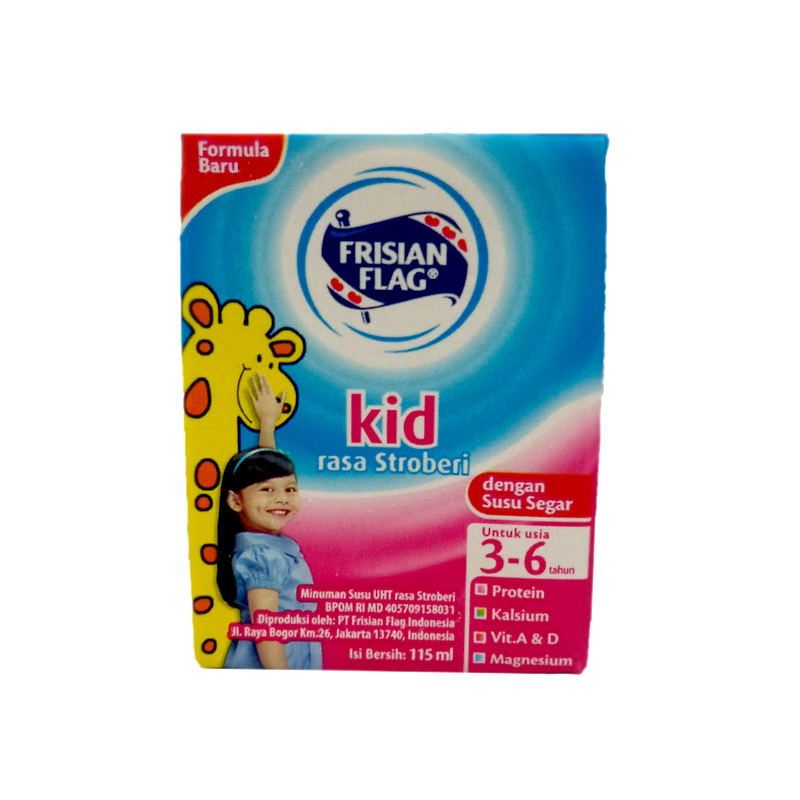 Formula
Baru
FRISIAN
FLAG®
kid
rasa Stroberi
dengan
Susu Segar
Untuk usia
3-6 tahun
Protein
Kalsium
Vit.A & D
Magnesium
Minuman Susu UHT rasa Stroberi
BPOM RI MD 405709158031
Diproduksi oleh: PT Frisian Flag Indonesia
Jl. Raya Bogor Km.26, Jakarta 13740, Indonesia
Isi Bersih: 115 ml